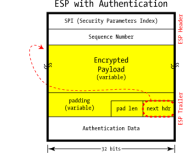 ESP with Authentication
SPI (Security Parameters Index)
ESP Header
Sequence Number
Encrypted
Payload
(variable)
padding
(variable)
pad len
next hdr
ESP Trailer
Authentication Data
32 bits